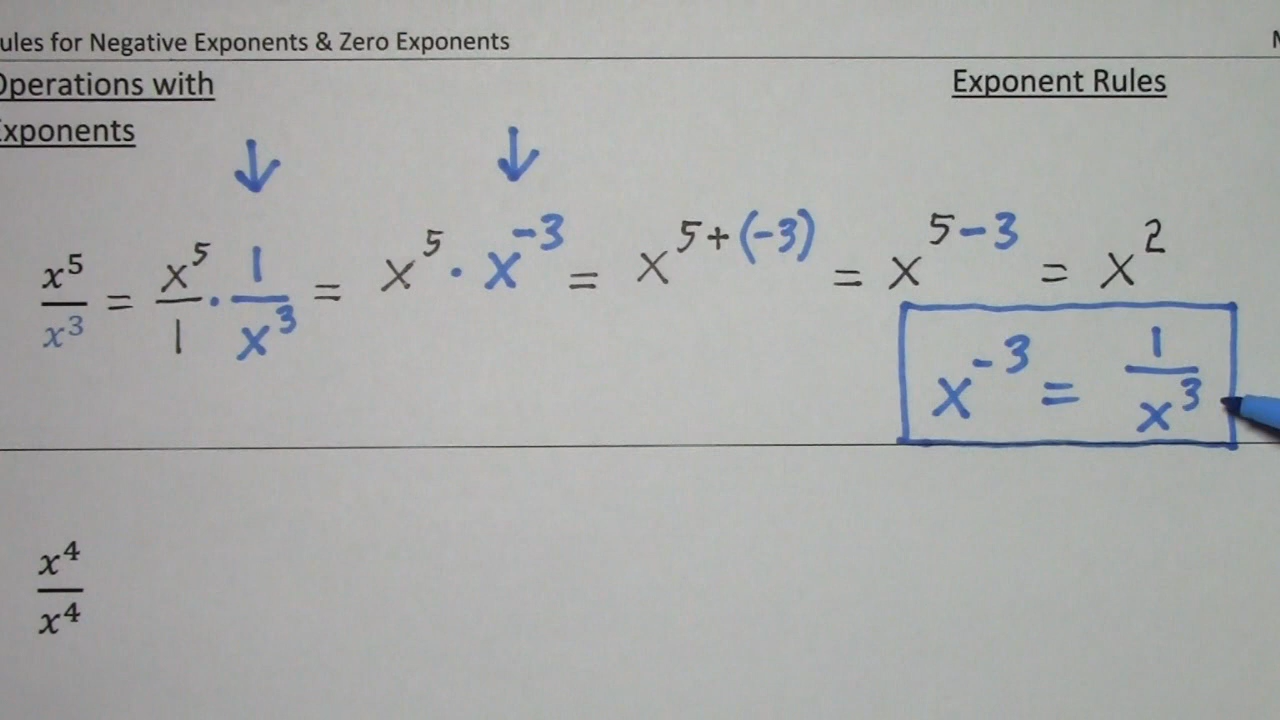 ules for Negative Exponents & Zero Exponents
Operations with
Exponents
Exponent Rules
x⁵/x³ = x⁵/1 · 1/x³ = x⁵ · x⁻³ = x⁵⁺⁽⁻³⁾ = x⁵⁻³ = x²
x⁻³ = 1/x³
x⁴/x⁴